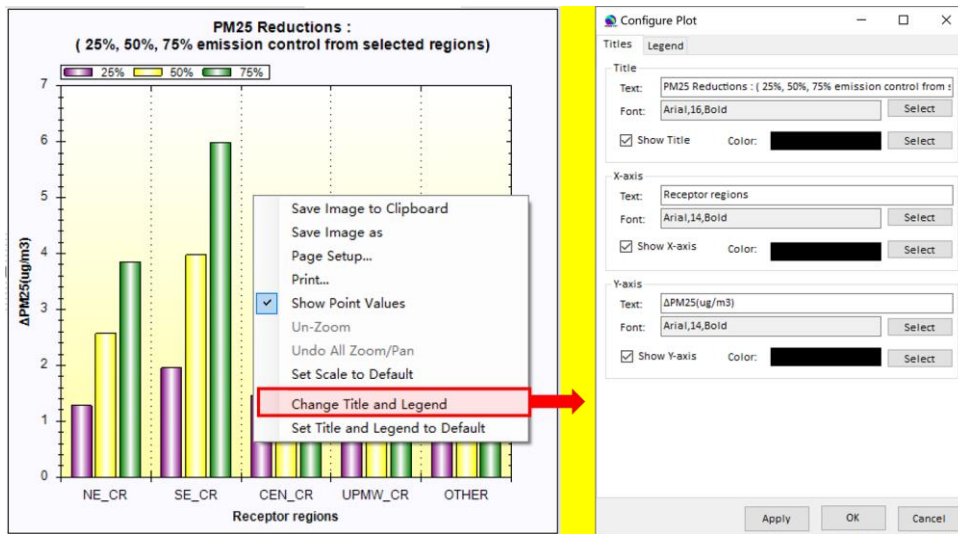 PM25 Reductions :
( 25%, 50%, 75% emission control from selected regions)
25% 50% 75%
7
6
5
4
3
2
1
0
ΔPM25(ug/m3)
NE_CR SE_CR CEN_CR UPMW_CR OTHER
Receptor regions
Save Image to Clipboard
Save Image as
Page Setup...
Print...
Show Point Values
Un-Zoom
Undo All Zoom/Pan
Set Scale to Default
Change Title and Legend
Set Title and Legend to Default
Configure Plot
Titles Legend
Title
Text: PM25 Reductions : ( 25%, 50%, 75% emission control from
Font: Arial,16,Bold Select
Show Title Color: Select
X-axis
Text: Receptor regions
Font: Arial,14,Bold Select
Show X-axis Color: Select
Y-axis
Text: ΔPM25(ug/m3)
Font: Arial,14,Bold Select
Show Y-axis Color: Select
Apply OK Cancel